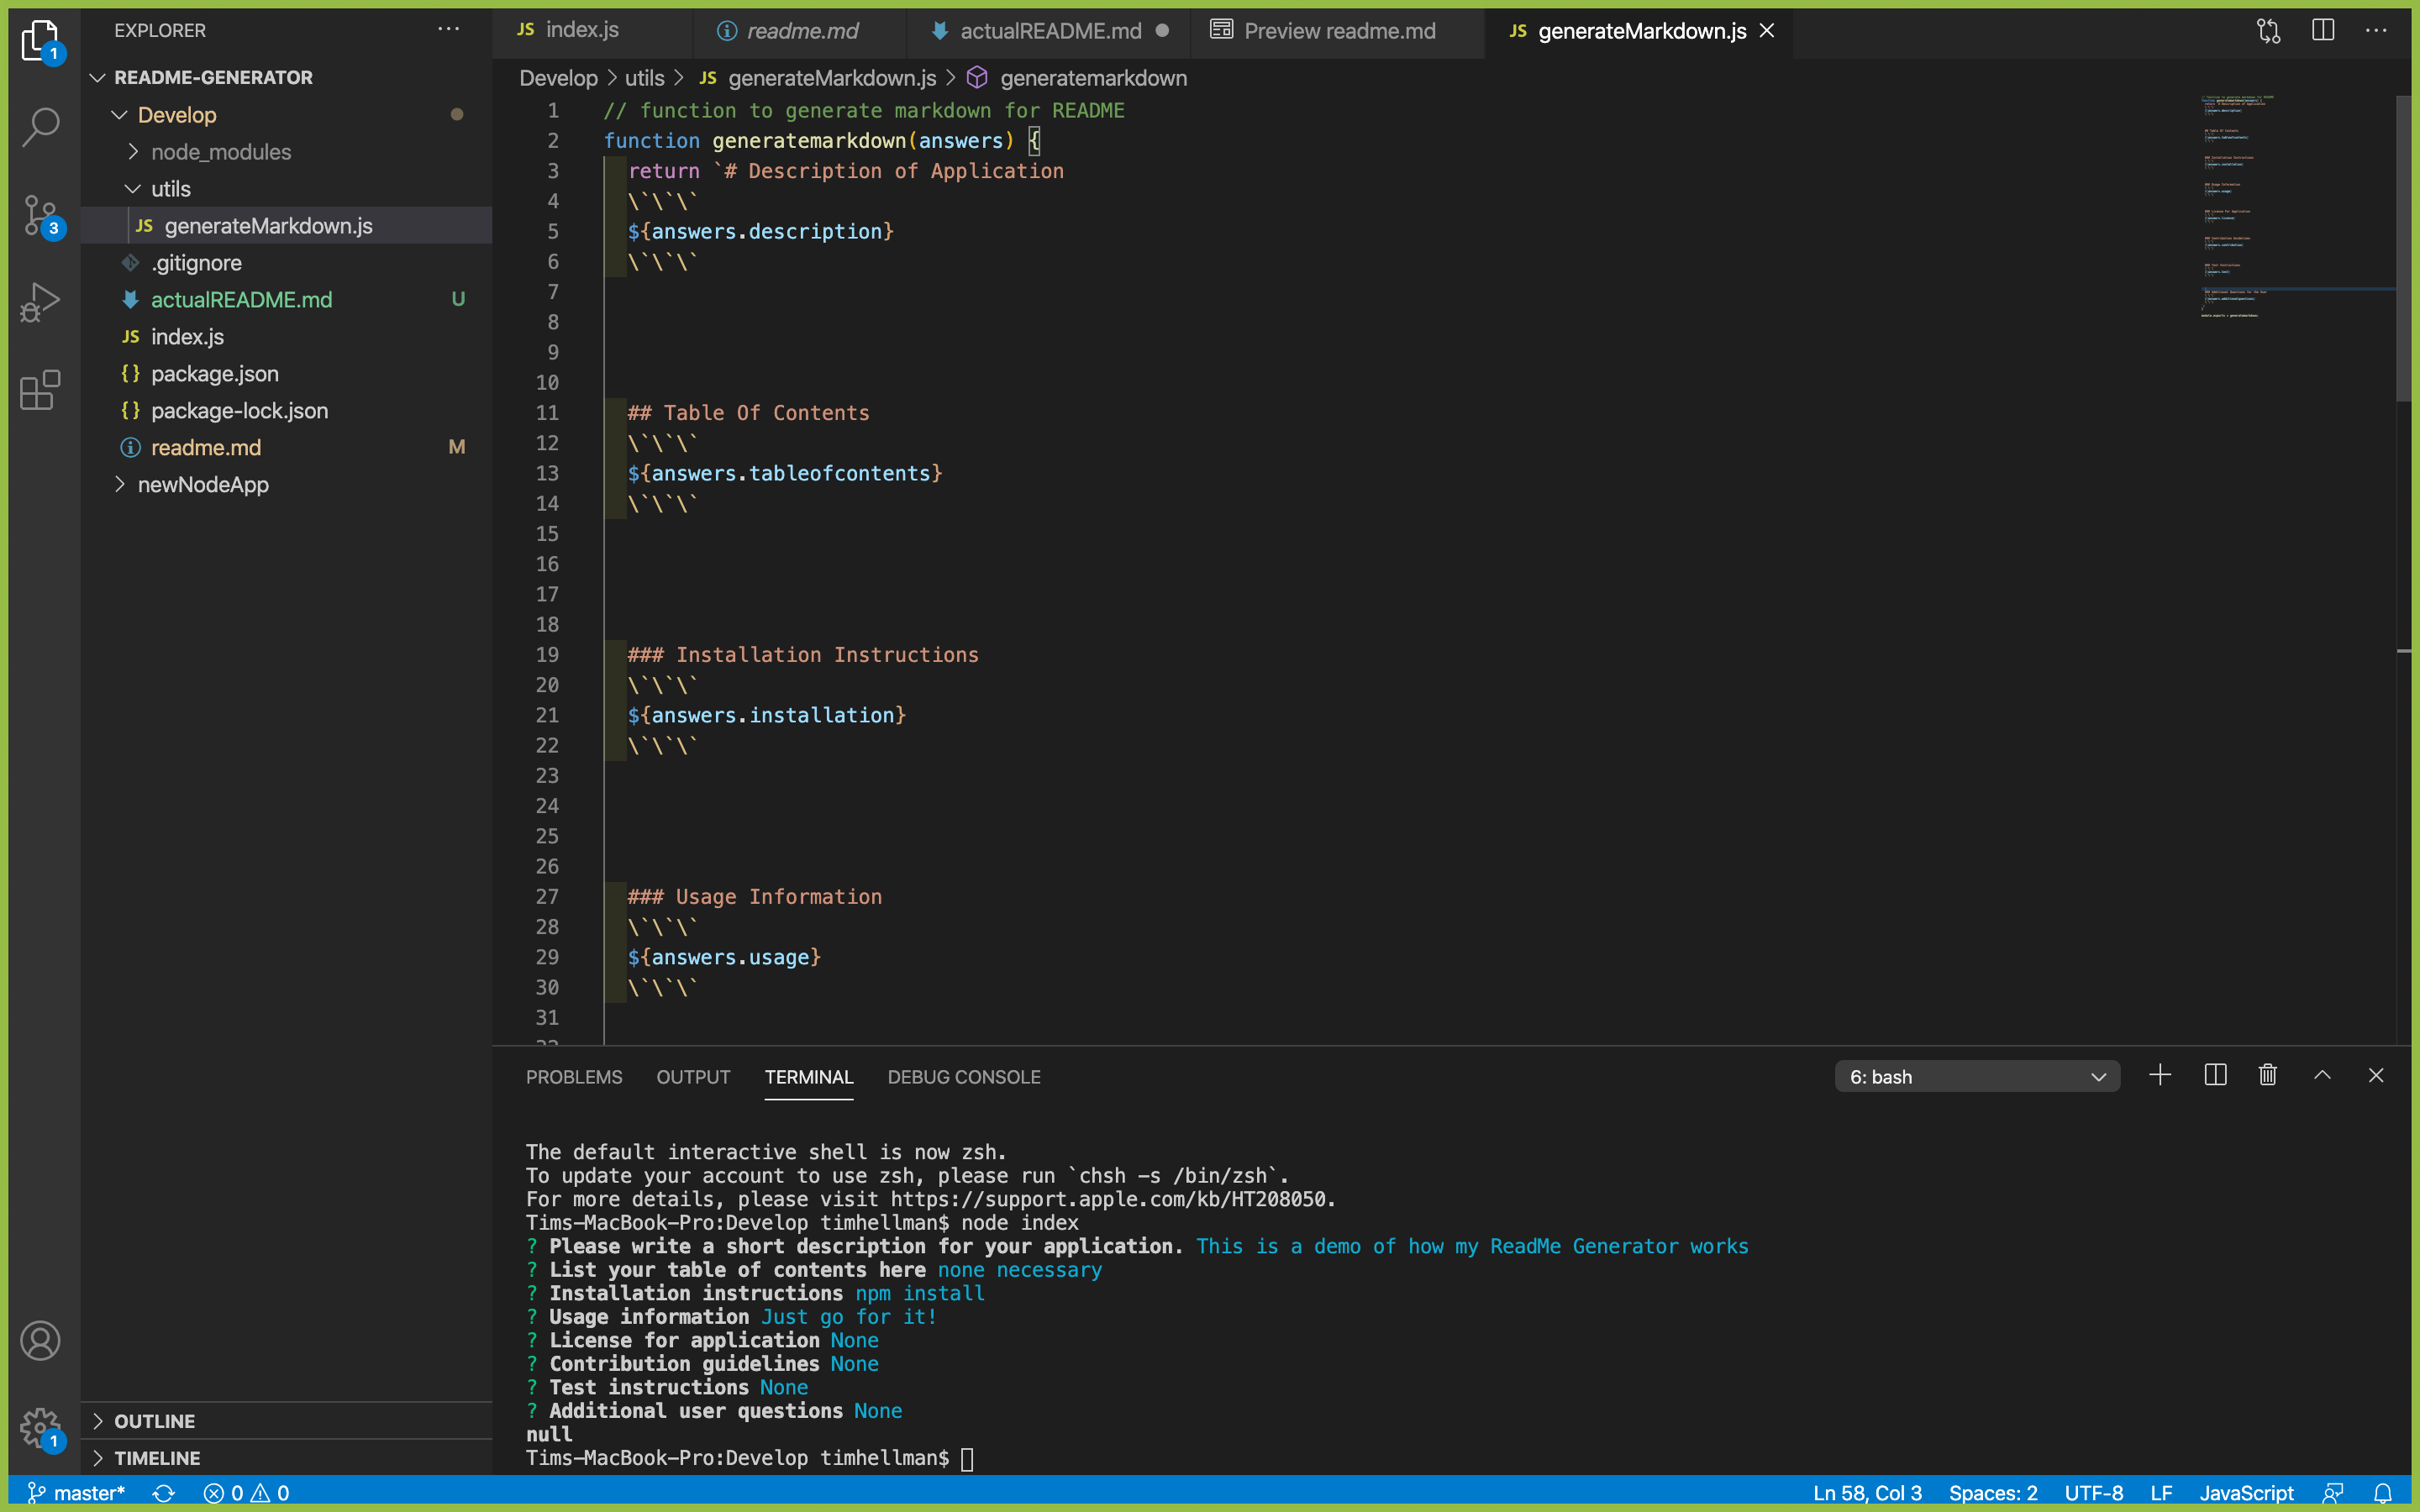 EXPLORER
README-GENERATOR
Develop
node_modules
utils
JS generateMarkdown.js
.gitignore
actualREADME.md U
JS index.js
{} package.json
{} package-lock.json
readme.md M
newNodeApp
OUTLINE
TIMELINE
1
3
1
JS index.js
readme.md
actualREADME.md
Preview readme.md
JS generateMarkdown.js
Develop > utils > JS generateMarkdown.js > generatemarkdown
1 // function to generate markdown for README
2 function generatemarkdown(answers) {
3 return `# Description of Application
4 \`\`\`
5 ${answers.description}
6 \`\`\`
7
8
9
10
11 ## Table Of Contents
12 \`\`\`
13 ${answers.tableofcontents}
14 \`\`\`
15
16
17
18
19 ### Installation Instructions
20 \`\`\`
21 ${answers.installation}
22 \`\`\`
23
24
25
26
27 ### Usage Information
28 \`\`\`
29 ${answers.usage}
30 \`\`\`
31
PROBLEMS OUTPUT TERMINAL DEBUG CONSOLE 6: bash
The default interactive shell is now zsh.
To update your account to use zsh, please run `chsh -s /bin/zsh`.
For more details, please visit https://support.apple.com/kb/HT208050.
Tims-MacBook-Pro:Develop timhellman$ node index
? Please write a short description for your application. This is a demo of how my ReadMe Generator works
? List your table of contents here none necessary
? Installation instructions npm install
? Usage information Just go for it!
? License for application None
? Contribution guidelines None
? Test instructions None
? Additional user questions None
null
Tims-MacBook-Pro:Develop timhellman$
master* 0 0 Ln 58, Col 3 Spaces: 2 UTF-8 LF JavaScript